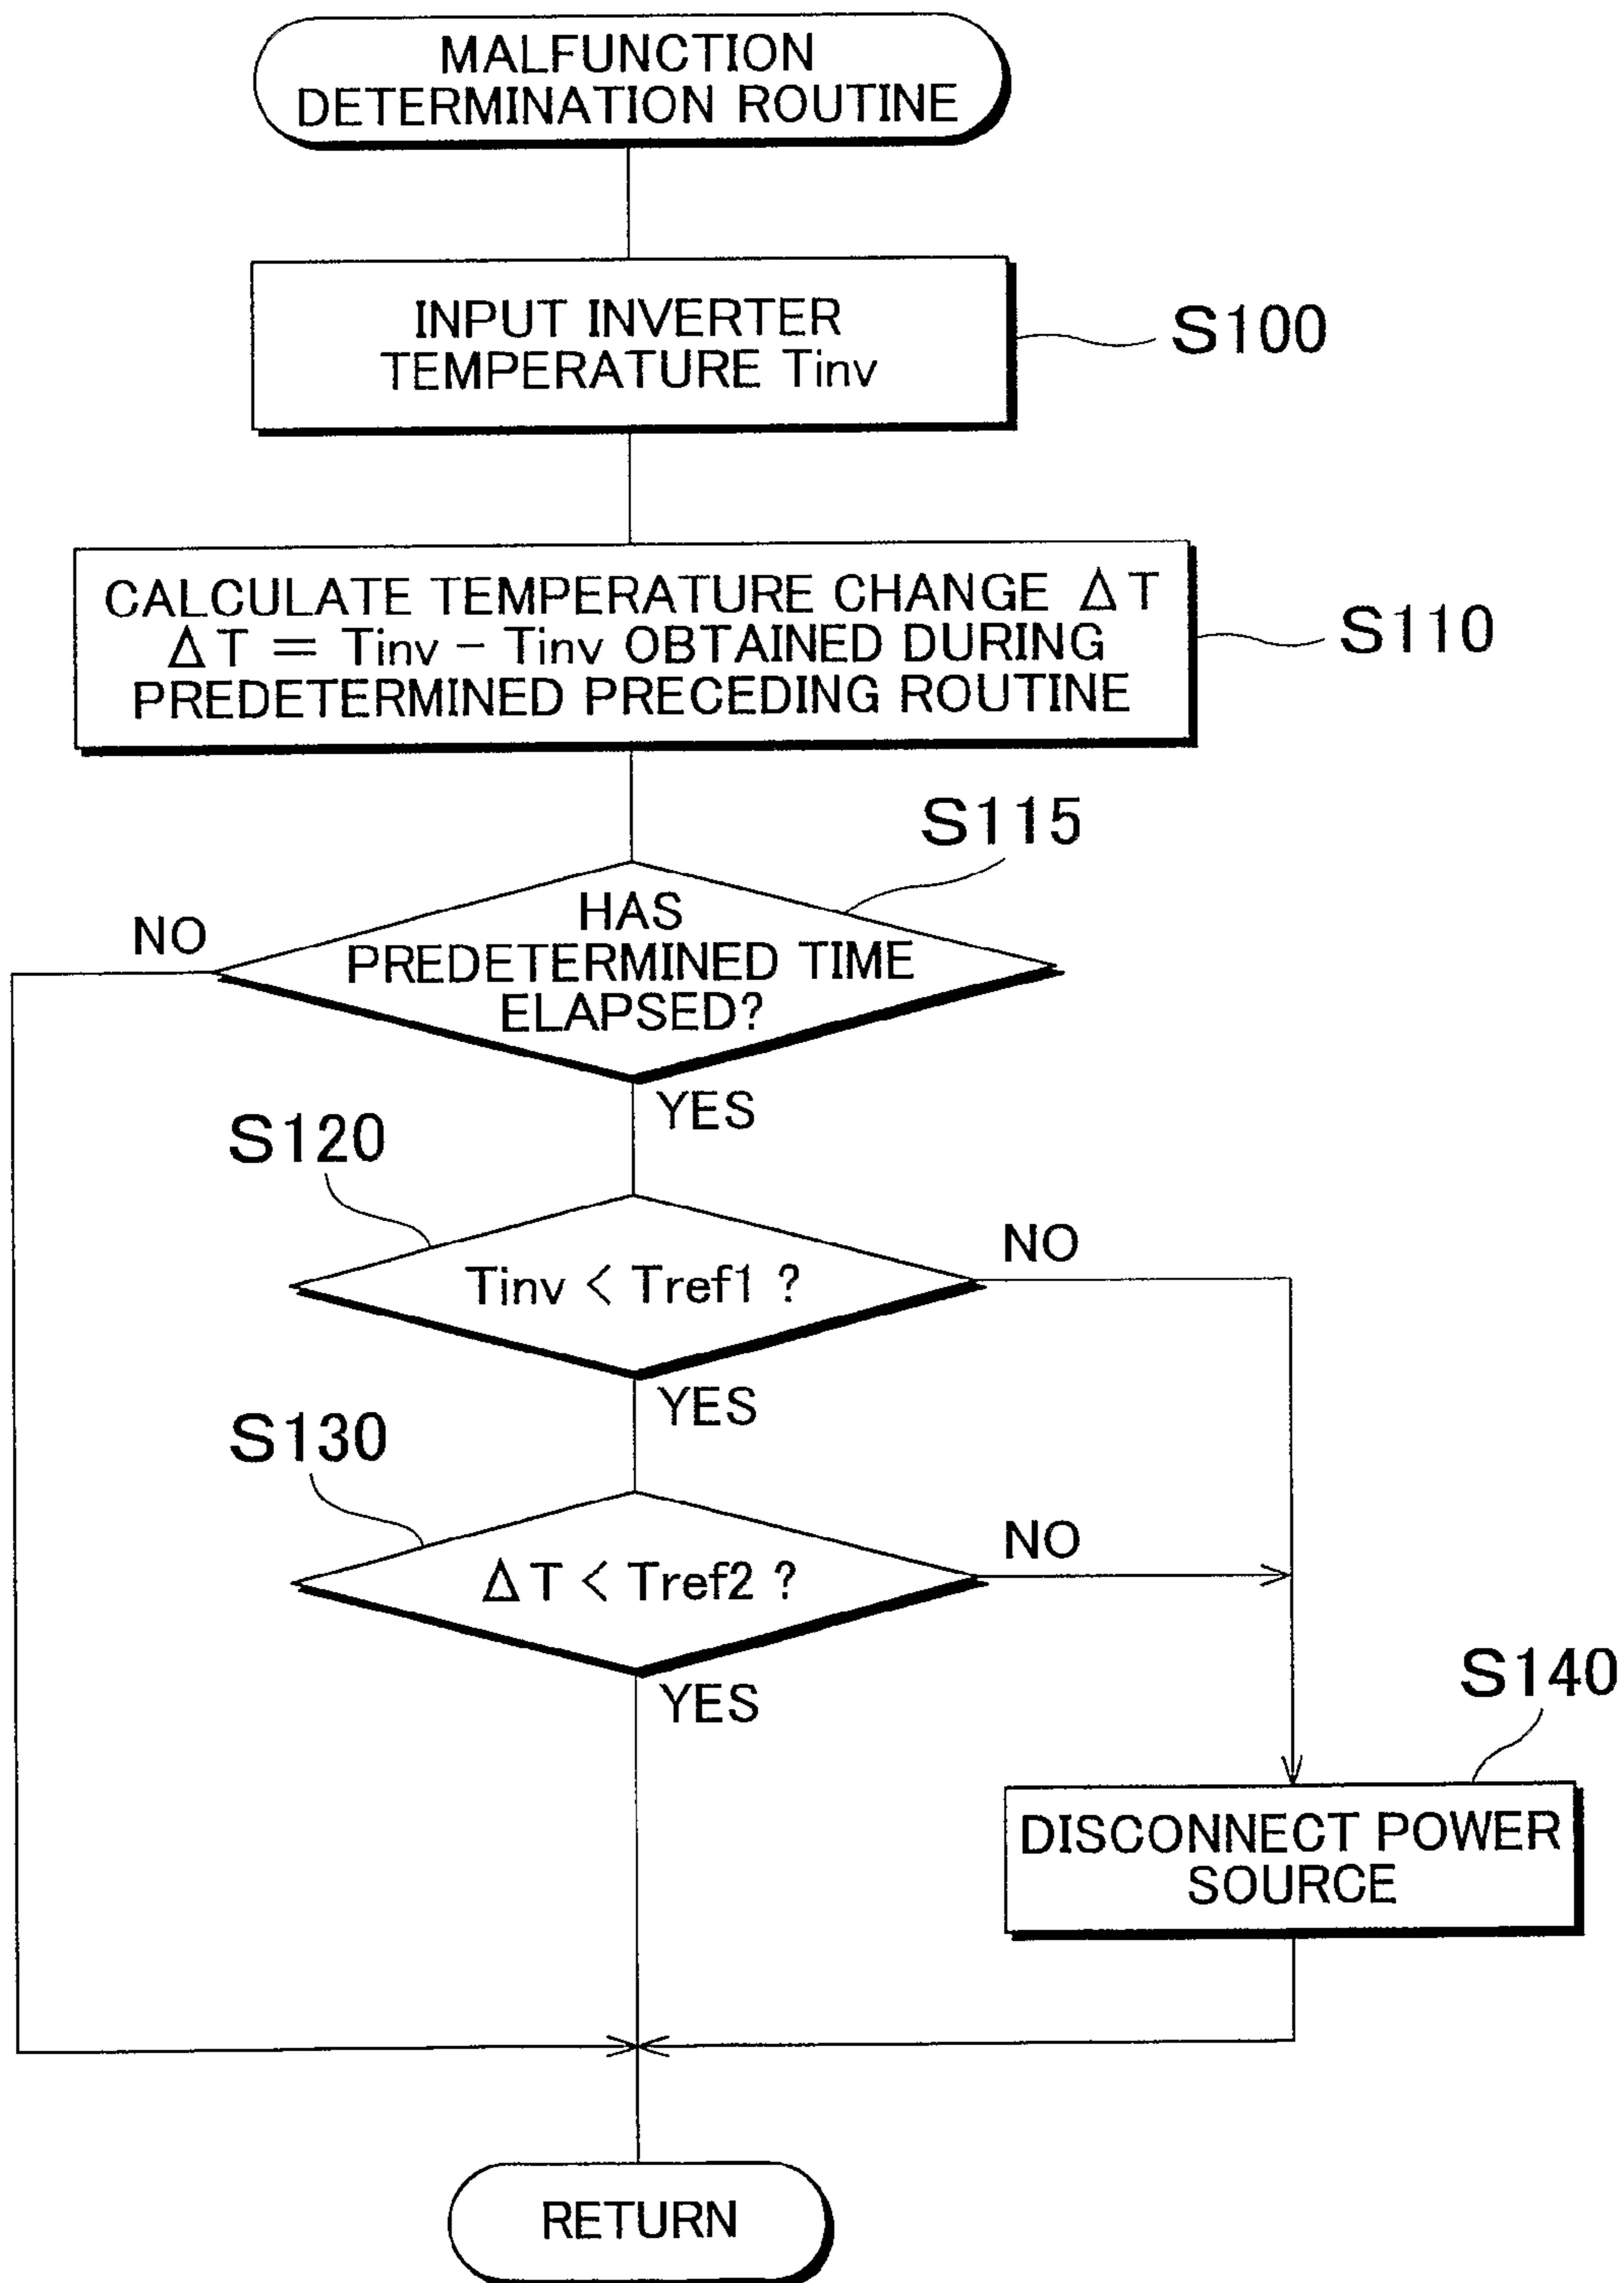 MALFUNCTION
DETERMINATION ROUTINE
INPUT INVERTER
TEMPERATURE Tinv
S100
CALCULATE TEMPERATURE CHANGE ΔT
ΔT = Tinv - Tinv OBTAINED DURING
PREDETERMINED PRECEDING ROUTINE
S110
S115
HAS
PREDETERMINED TIME
ELAPSED?
NO
YES
S120
Tinv < Tref1 ?
NO
YES
S130
ΔT < Tref2 ?
NO
YES
S140
DISCONNECT POWER
SOURCE
RETURN